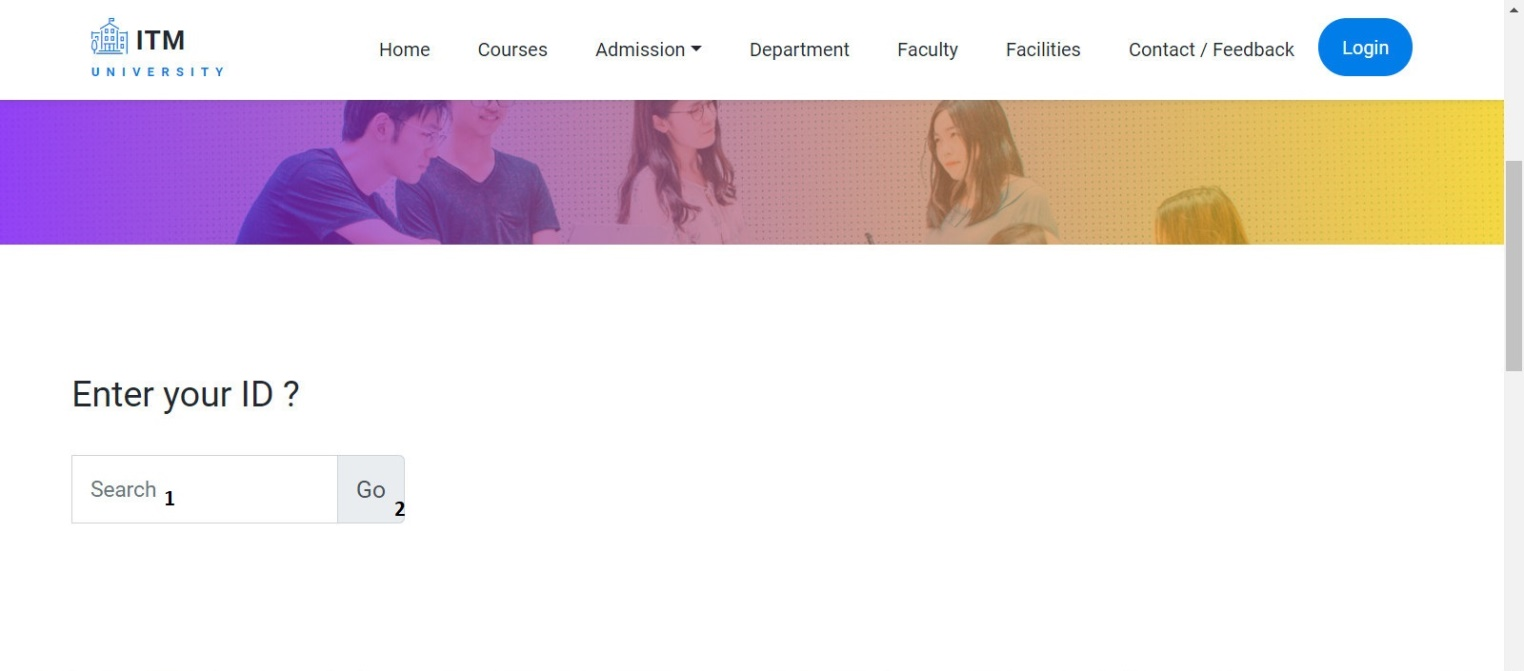 ITM
UNIVERSITY
Home Courses Admission Department Faculty Facilities Contact / Feedback Login
Enter your ID ?
Search 1 Go 2